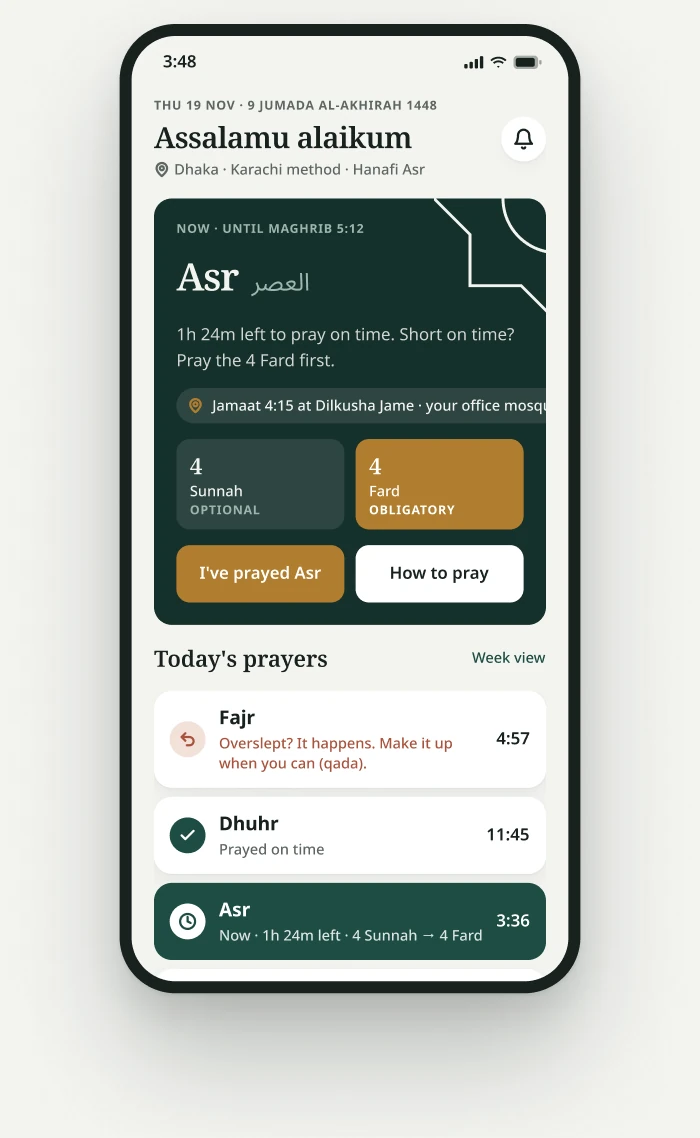 3:48
THU 19 NOV · 9 JUMADA AL-AKHIRAH 1448
Assalamu alaikum
Dhaka · Karachi method · Hanafi Asr
NOW · UNTIL MAGHRIB 5:12
Asr العصر
1h 24m left to pray on time. Short on time?
Pray the 4 Fard first.
Jamaat 4:15 at Dilkusha Jame · your office
4
Sunnah
OPTIONAL
4
Fard
OBLIGATORY
I've prayed Asr
How to pray
Today's prayers
Week view
Fajr
Overslept? It happens. Make it up
when you can (qada).
4:57
Dhuhr
Prayed on time
11:45
Asr
Now · 1h 24m left · 4 Sunnah → 4 Fard
3:36